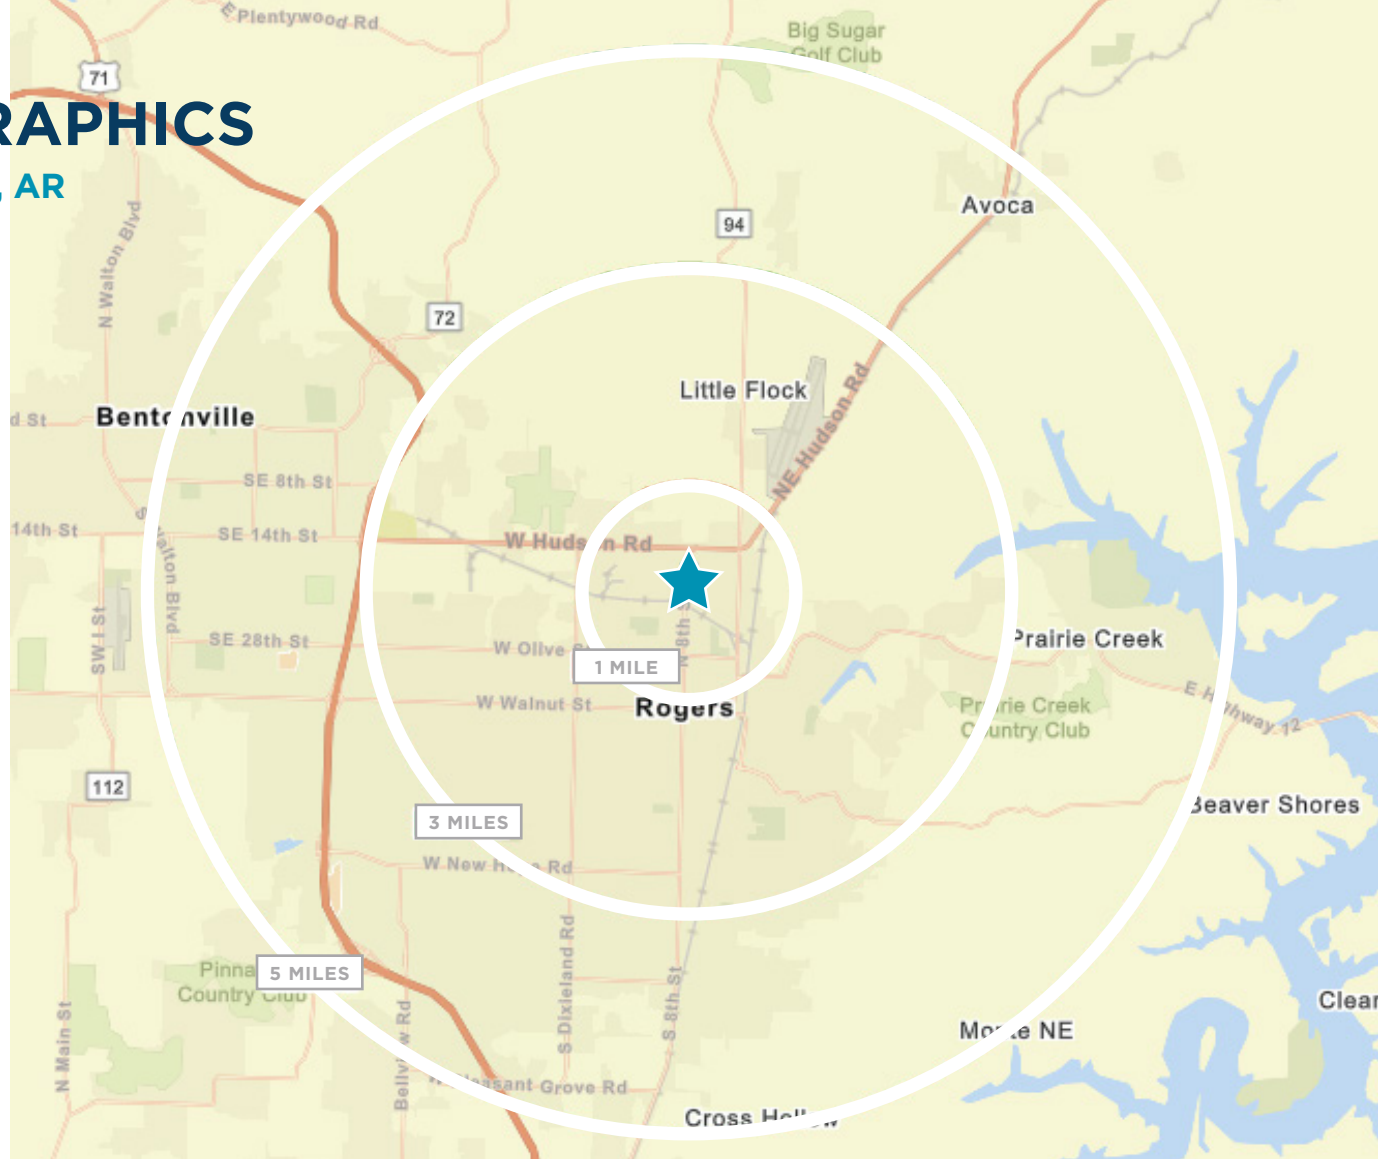 E Plentywood Rd
Big Sugar
Golf Club
71
RAPHICS
, AR
N Walton Blvd
Avoca
94
72
Little Flock
NE Hudson Rd
d St
Bentonville
SE 8th St
S Walton Blvd
14th St
SE 14th St
W Hudson Rd
SW I St
SE 28th St
W Olive St
N 8th S
1 MILE
Prairie Creek
E Highway 12
W Walnut St
Rogers
Prairie Creek
Country Club
112
3 MILES
Beaver Shores
W New Hope Rd
S Dixieland Rd
Pinna
Country Club
5 MILES
S 8th St
Clear
N Main St
Bellview Rd
Monte NE
Pleasant Grove Rd
Cross Hollow